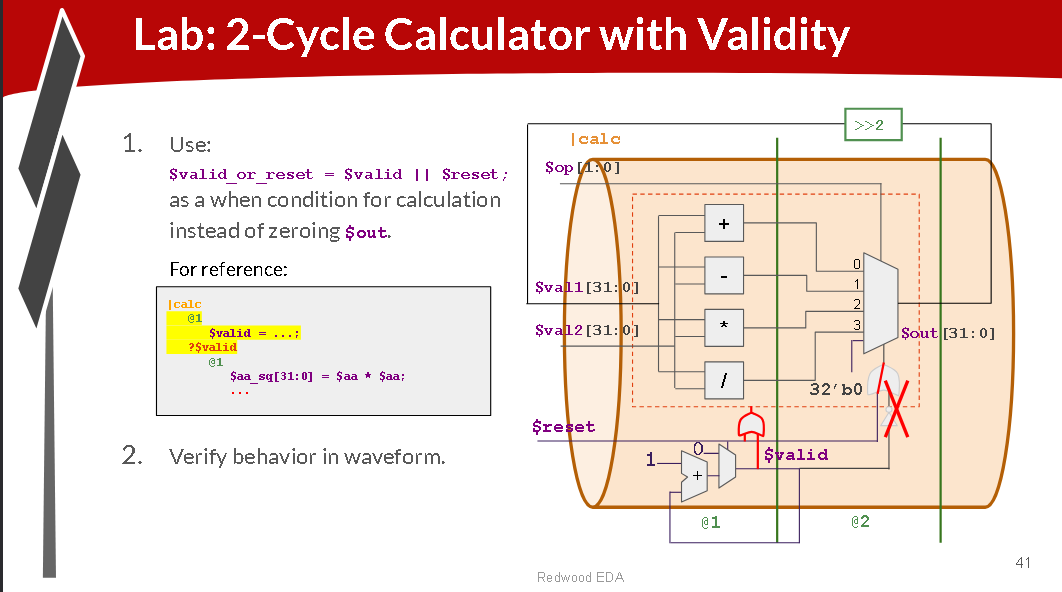 Lab: 2-Cycle Calculator with Validity
1. Use:
$valid_or_reset = $valid || $reset;
as a when condition for calculation
instead of zeroing $out.
For reference:
|calc
@1
$valid = ...;
?$valid
@1
$aa_sq[31:0] = $aa * $aa;
...
2. Verify behavior in waveform.
>>2
|calc
$op[1:0]
+
-
*
/
0
1
2
3
$val1[31:0]
$val2[31:0]
$out[31:0]
32'b0
$reset
0
1
+
$valid
@1
@2
41
Redwood EDA